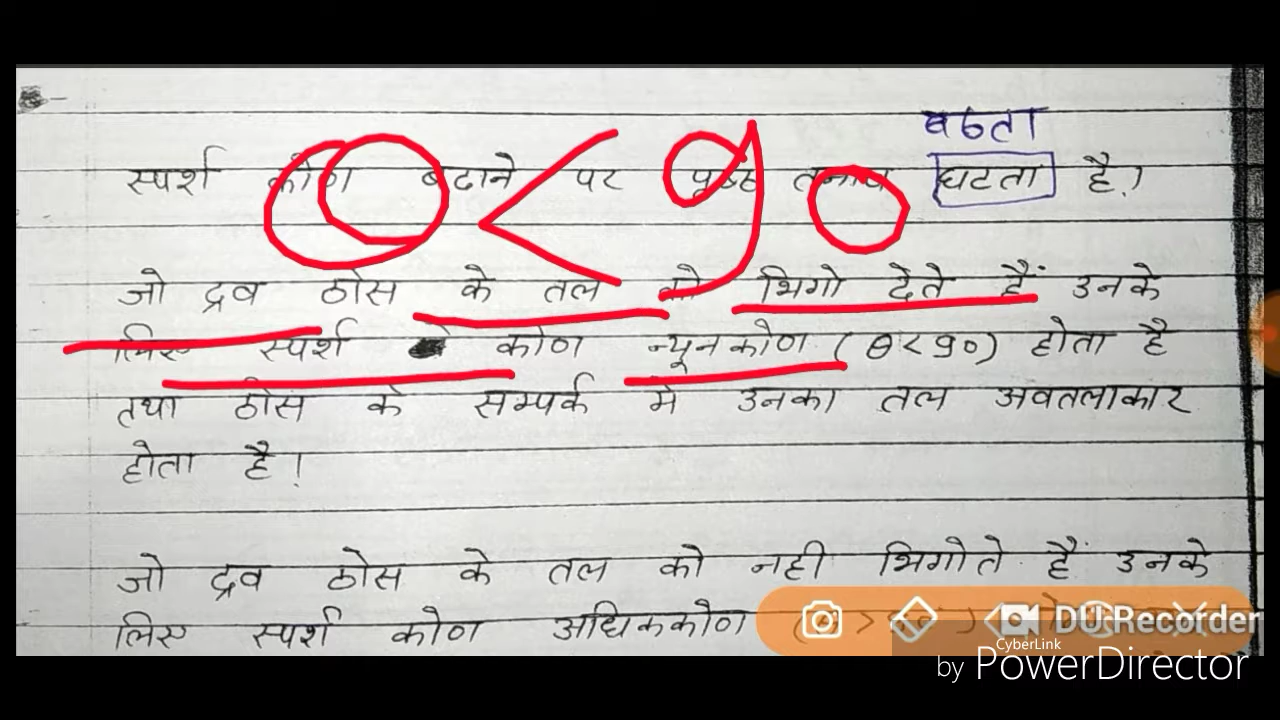 बढता
स्पर्श कोण बढाने पर पृष्ठ तनाव घटता है।
θ < 90
जो द्रव ठोस के तल को भिगो देते हैं उनके
लिए स्पर्श कोण न्यूनकोण (θ<90) होता है
तथा ठोस के सम्पर्क मे उनका तल अवतलाकार
होता है।
जो द्रव ठोस के तल को नही भिगोते हैं उनके
लिए स्पर्श कोण अधिककोण
DU Recorder
CyberLink
by PowerDirector